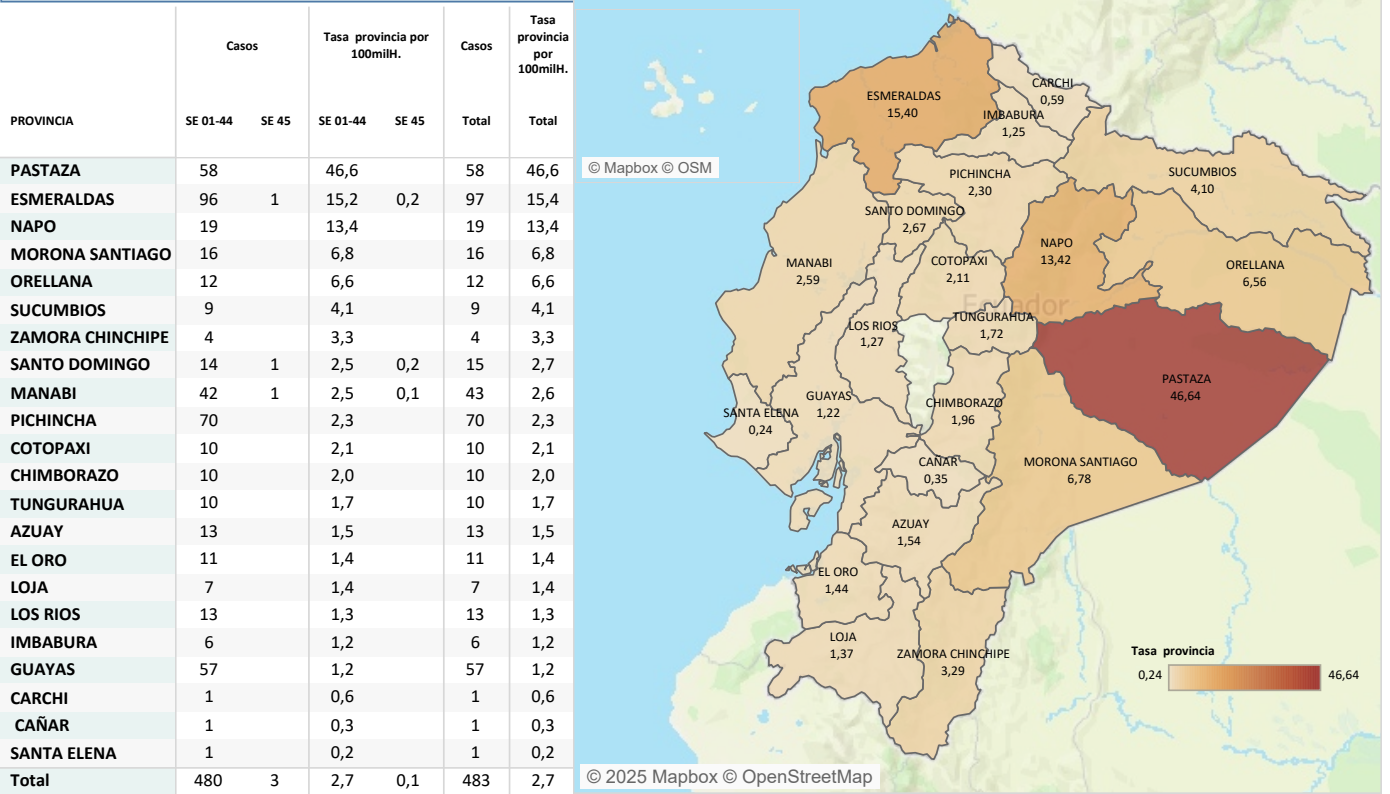 Casos Tasa provincia por 100milH. Casos Tasa provincia por 100milH.
PROVINCIA SE 01-44 SE 45 SE 01-44 SE 45 Total Total
PASTAZA 58 46,6 58 46,6
ESMERALDAS 96 1 15,2 0,2 97 15,4
NAPO 19 13,4 19 13,4
MORONA SANTIAGO 16 6,8 16 6,8
ORELLANA 12 6,6 12 6,6
SUCUMBIOS 9 4,1 9 4,1
ZAMORA CHINCHIPE 4 3,3 4 3,3
SANTO DOMINGO 14 1 2,5 0,2 15 2,7
MANABI 42 1 2,5 0,1 43 2,6
PICHINCHA 70 2,3 70 2,3
COTOPAXI 10 2,1 10 2,1
CHIMBORAZO 10 2,0 10 2,0
TUNGURAHUA 10 1,7 10 1,7
AZUAY 13 1,5 13 1,5
EL ORO 11 1,4 11 1,4
LOJA 7 1,4 7 1,4
LOS RIOS 13 1,3 13 1,3
IMBABURA 6 1,2 6 1,2
GUAYAS 57 1,2 57 1,2
CARCHI 1 0,6 1 0,6
CAÑAR 1 0,3 1 0,3
SANTA ELENA 1 0,2 1 0,2
Total 480 3 2,7 0,1 483 2,7
© Mapbox © OSM
CARCHI
0,59
ESMERALDAS
15,40
IMBABURA
1,25
PICHINCHA
2,30
SUCUMBIOS
4,10
SANTO DOMINGO
2,67
NAPO
13,42
COTOPAXI
2,11
MANABI
2,59
ORELLANA
6,56
Ecuador
TUNGURAHUA
1,72
LOS RIOS
1,27
PASTAZA
46,64
GUAYAS
1,22
CHIMBORAZO
1,96
SANTA ELENA
0,24
CAÑAR
0,35
MORONA SANTIAGO
6,78
AZUAY
1,54
EL ORO
1,44
LOJA
1,37
ZAMORA CHINCHIPE
3,29
Tasa provincia
0,24 46,64
© 2025 Mapbox © OpenStreetMap